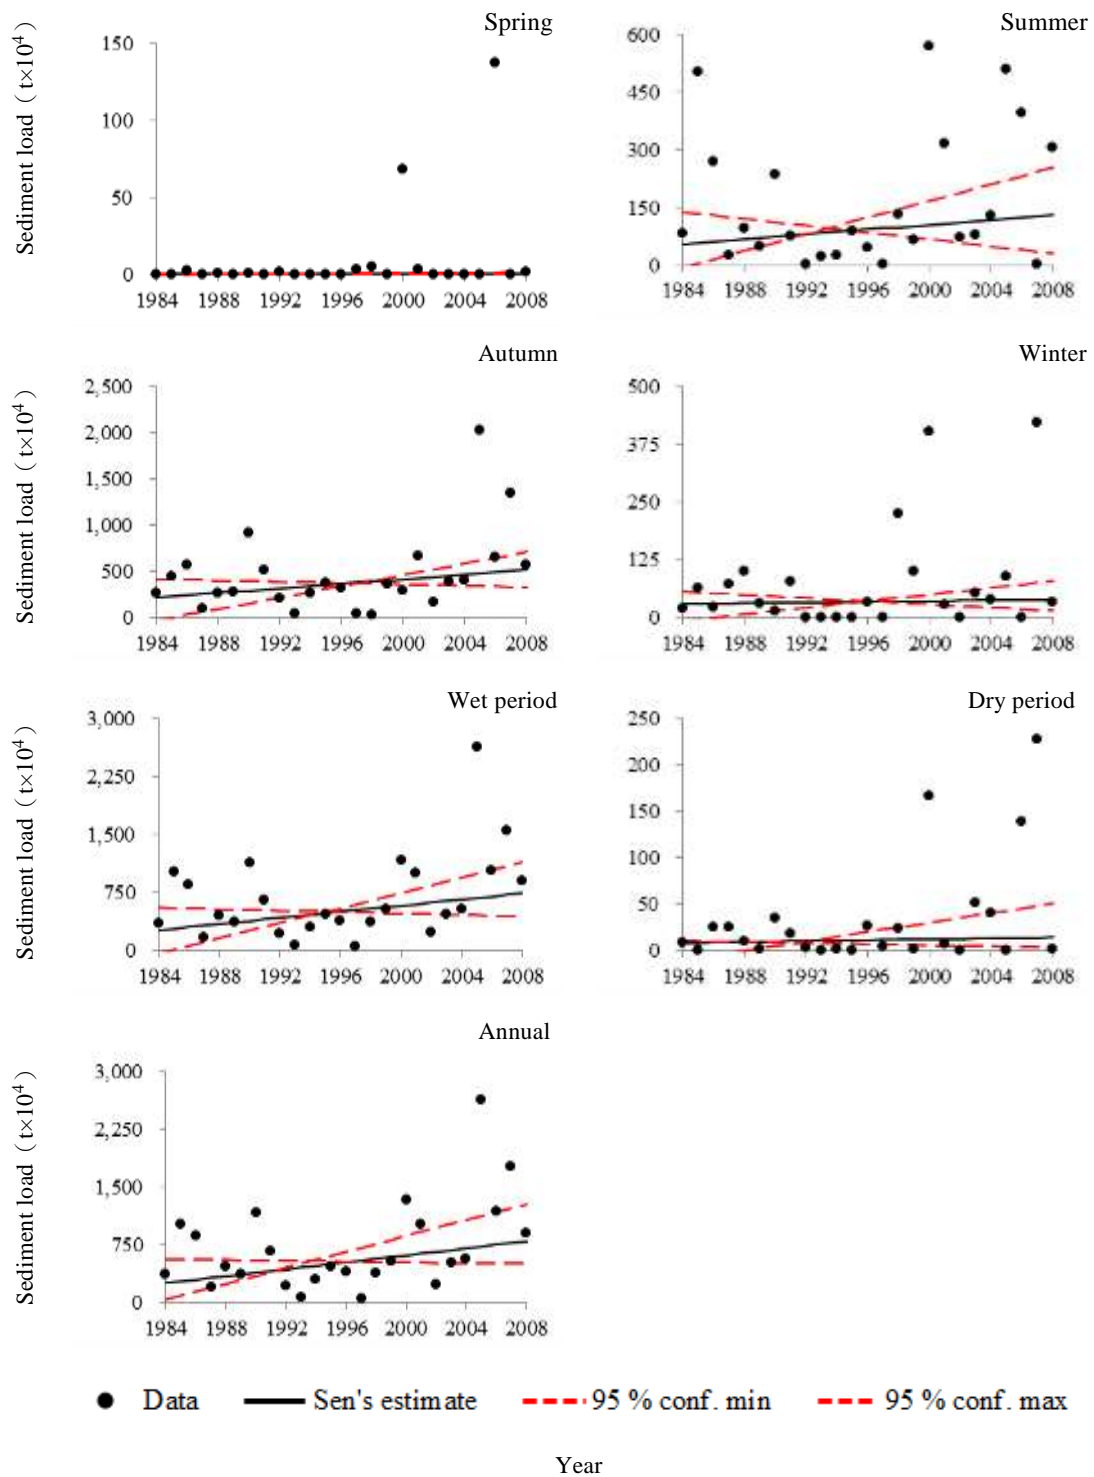 Spring
Summer
Sediment load（t×10⁴）
150
100
50
0
1984 1988 1992 1996 2000 2004 2008
600
450
300
150
0
1984 1988 1992 1996 2000 2004 2008
Autumn
Winter
Sediment load（t×10⁴）
2,500
2,000
1,500
1,000
500
0
1984 1988 1992 1996 2000 2004 2008
500
375
250
125
0
1984 1988 1992 1996 2000 2004 2008
Wet period
Dry period
Sediment load（t×10⁴）
3,000
2,250
1,500
750
0
1984 1988 1992 1996 2000 2004 2008
250
200
150
100
50
0
1984 1988 1992 1996 2000 2004 2008
Annual
Sediment load（t×10⁴）
3,000
2,250
1,500
750
0
1984 1988 1992 1996 2000 2004 2008
Data Sen's estimate 95 % conf. min 95 % conf. max
Year